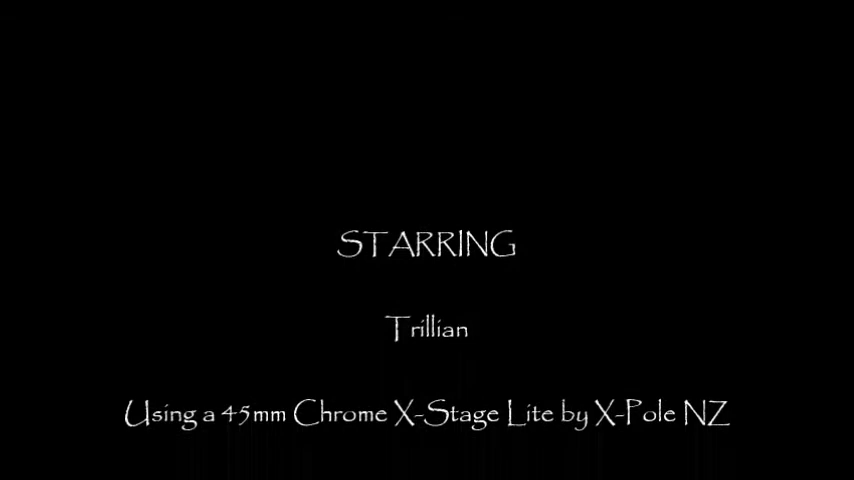 STARRING
Trillian
Using a 45mm Chrome X-Stage Lite by X-Pole NZ